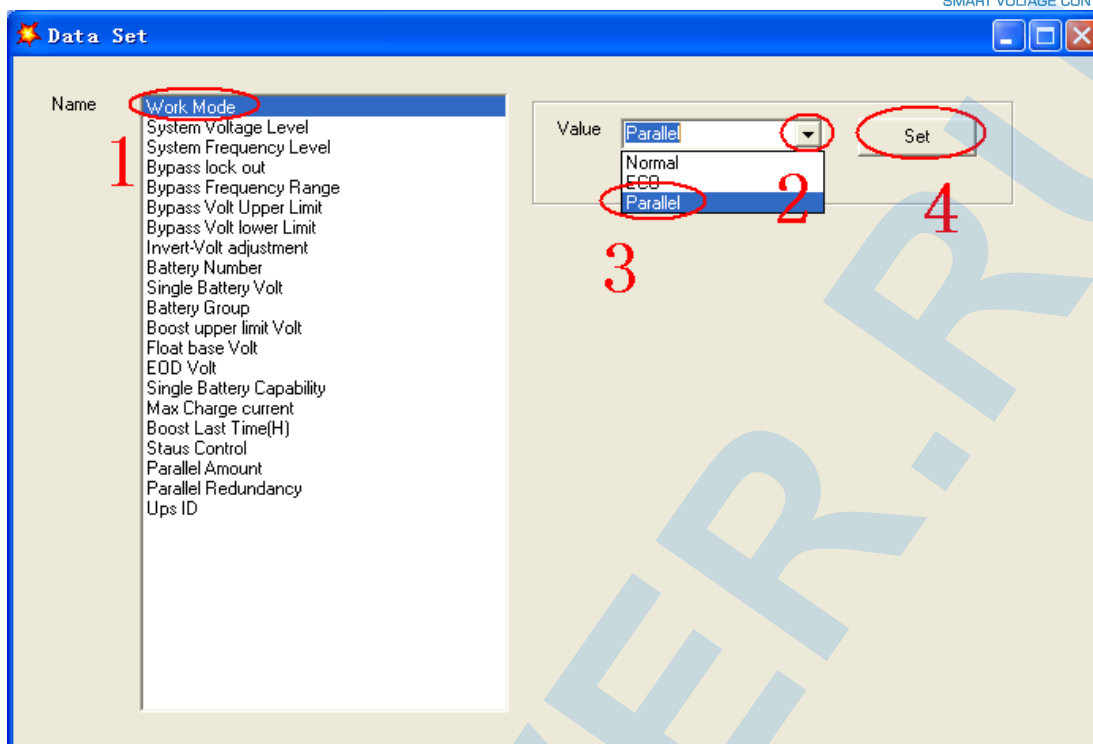 SMART VOLTAGE CON
Data Set
Name
Work Mode
System Voltage Level
System Frequency Level
Bypass lock out
Bypass Frequency Range
Bypass Volt Upper Limit
Bypass Volt lower Limit
Invert-Volt adjustment
Battery Number
Single Battery Volt
Battery Group
Boost upper limit Volt
Float base Volt
EOD Volt
Single Battery Capability
Max Charge current
Boost Last Time(H)
Staus Control
Parallel Amount
Parallel Redundancy
Ups ID
1
Value
Parallel
Normal
ECO
Parallel
Set
2
3
4
ER.RU